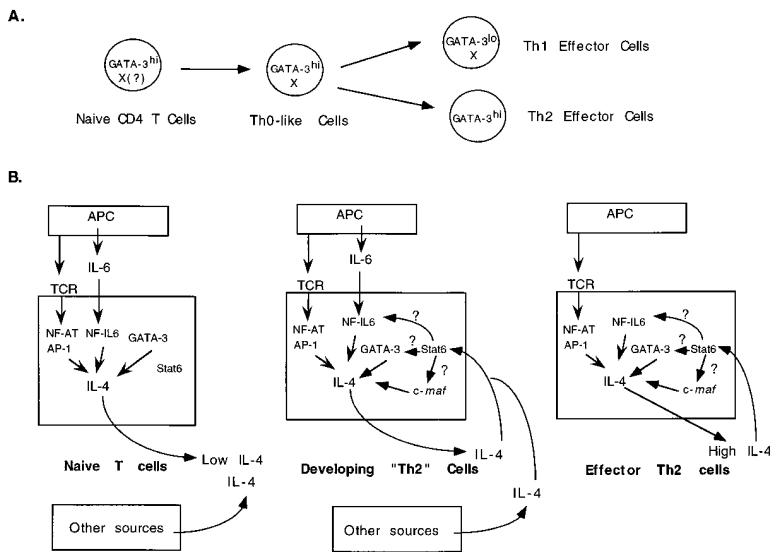 A.
GATA-3hi
X(?)
Naive CD4 T Cells
GATA-3hi
X
Th0-like Cells
GATA-3lo
X
Th1 Effector Cells
GATA-3hi
Th2 Effector Cells
B.
APC
IL-6
TCR
NF-AT
AP-1
NF-IL6
GATA-3
Stat6
IL-4
Naive T cells
Low IL-4
IL-4
Other sources
APC
IL-6
TCR
NF-AT
AP-1
NF-IL6
?
GATA-3
?
Stat6
?
IL-4
c-maf
Developing "Th2" Cells
IL-4
IL-4
Other sources
APC
TCR
NF-AT
AP-1
NF-IL6
?
GATA-3
?
Stat6
?
IL-4
c-maf
High IL-4
Effector Th2 cells